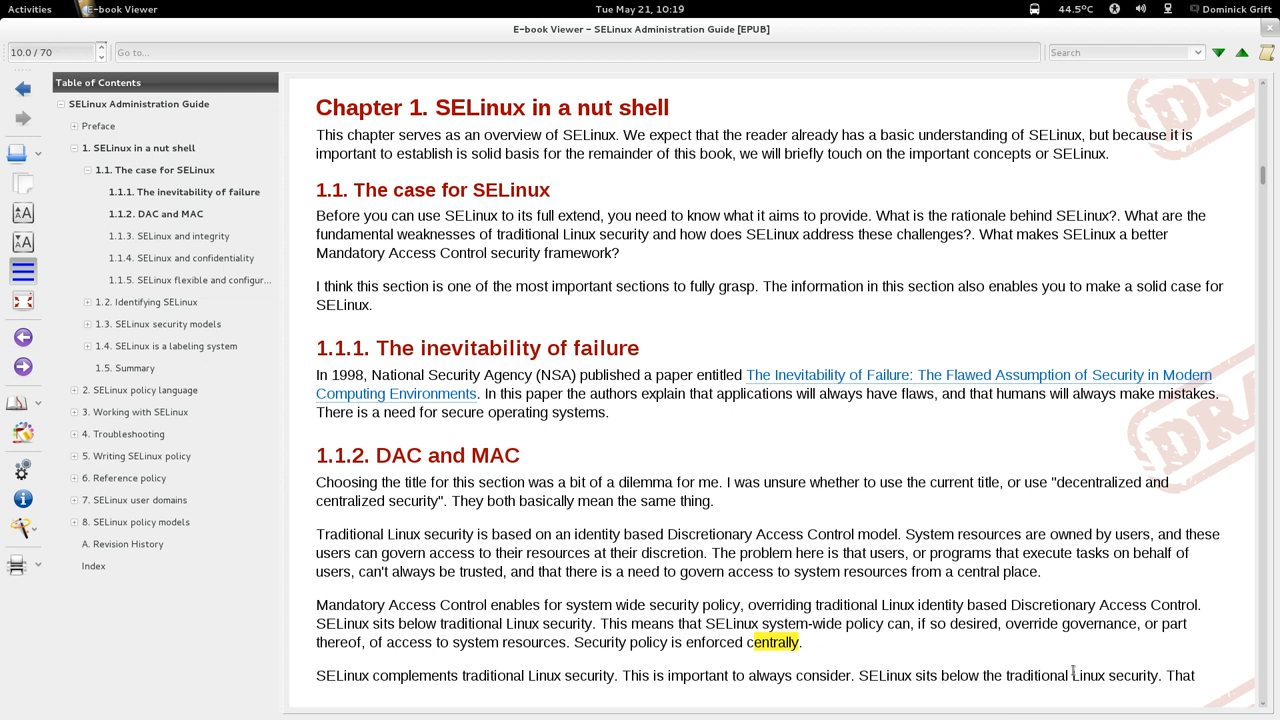 Activities E-book Viewer Tue May 21, 10:19 44.5°C Dominick Grift
E-book Viewer - SELinux Administration Guide [EPUB]
10.0 / 70 Go to... Search
Table of Contents
SELinux Administration Guide
Preface
1. SELinux in a nut shell
1.1. The case for SELinux
1.1.1. The inevitability of failure
1.1.2. DAC and MAC
1.1.3. SELinux and integrity
1.1.4. SELinux and confidentiality
1.1.5. SELinux flexible and configur...
1.2. Identifying SELinux
1.3. SELinux security models
1.4. SELinux is a labeling system
1.5. Summary
2. SELinux policy language
3. Working with SELinux
4. Troubleshooting
5. Writing SELinux policy
6. Reference policy
7. SELinux user domains
8. SELinux policy models
A. Revision History
Index
Chapter 1. SELinux in a nut shell
This chapter serves as an overview of SELinux. We expect that the reader already has a basic understanding of SELinux, but because it is
important to establish is solid basis for the remainder of this book, we will briefly touch on the important concepts or SELinux.
1.1. The case for SELinux
Before you can use SELinux to its full extend, you need to know what it aims to provide. What is the rationale behind SELinux?. What are the
fundamental weaknesses of traditional Linux security and how does SELinux address these challenges?. What makes SELinux a better
Mandatory Access Control security framework?
I think this section is one of the most important sections to fully grasp. The information in this section also enables you to make a solid case for
SELinux.
1.1.1. The inevitability of failure
In 1998, National Security Agency (NSA) published a paper entitled The Inevitability of Failure: The Flawed Assumption of Security in Modern
Computing Environments. In this paper the authors explain that applications will always have flaws, and that humans will always make mistakes.
There is a need for secure operating systems.
1.1.2. DAC and MAC
Choosing the title for this section was a bit of a dilemma for me. I was unsure whether to use the current title, or use "decentralized and
centralized security". They both basically mean the same thing.
Traditional Linux security is based on an identity based Discretionary Access Control model. System resources are owned by users, and these
users can govern access to their resources at their discretion. The problem here is that users, or programs that execute tasks on behalf of
users, can't always be trusted, and that there is a need to govern access to system resources from a central place.
Mandatory Access Control enables for system wide security policy, overriding traditional Linux identity based Discretionary Access Control.
SELinux sits below traditional Linux security. This means that SELinux system-wide policy can, if so desired, override governance, or part
thereof, of access to system resources. Security policy is enforced centrally.
SELinux complements traditional Linux security. This is important to always consider. SELinux sits below the traditional Linux security. That